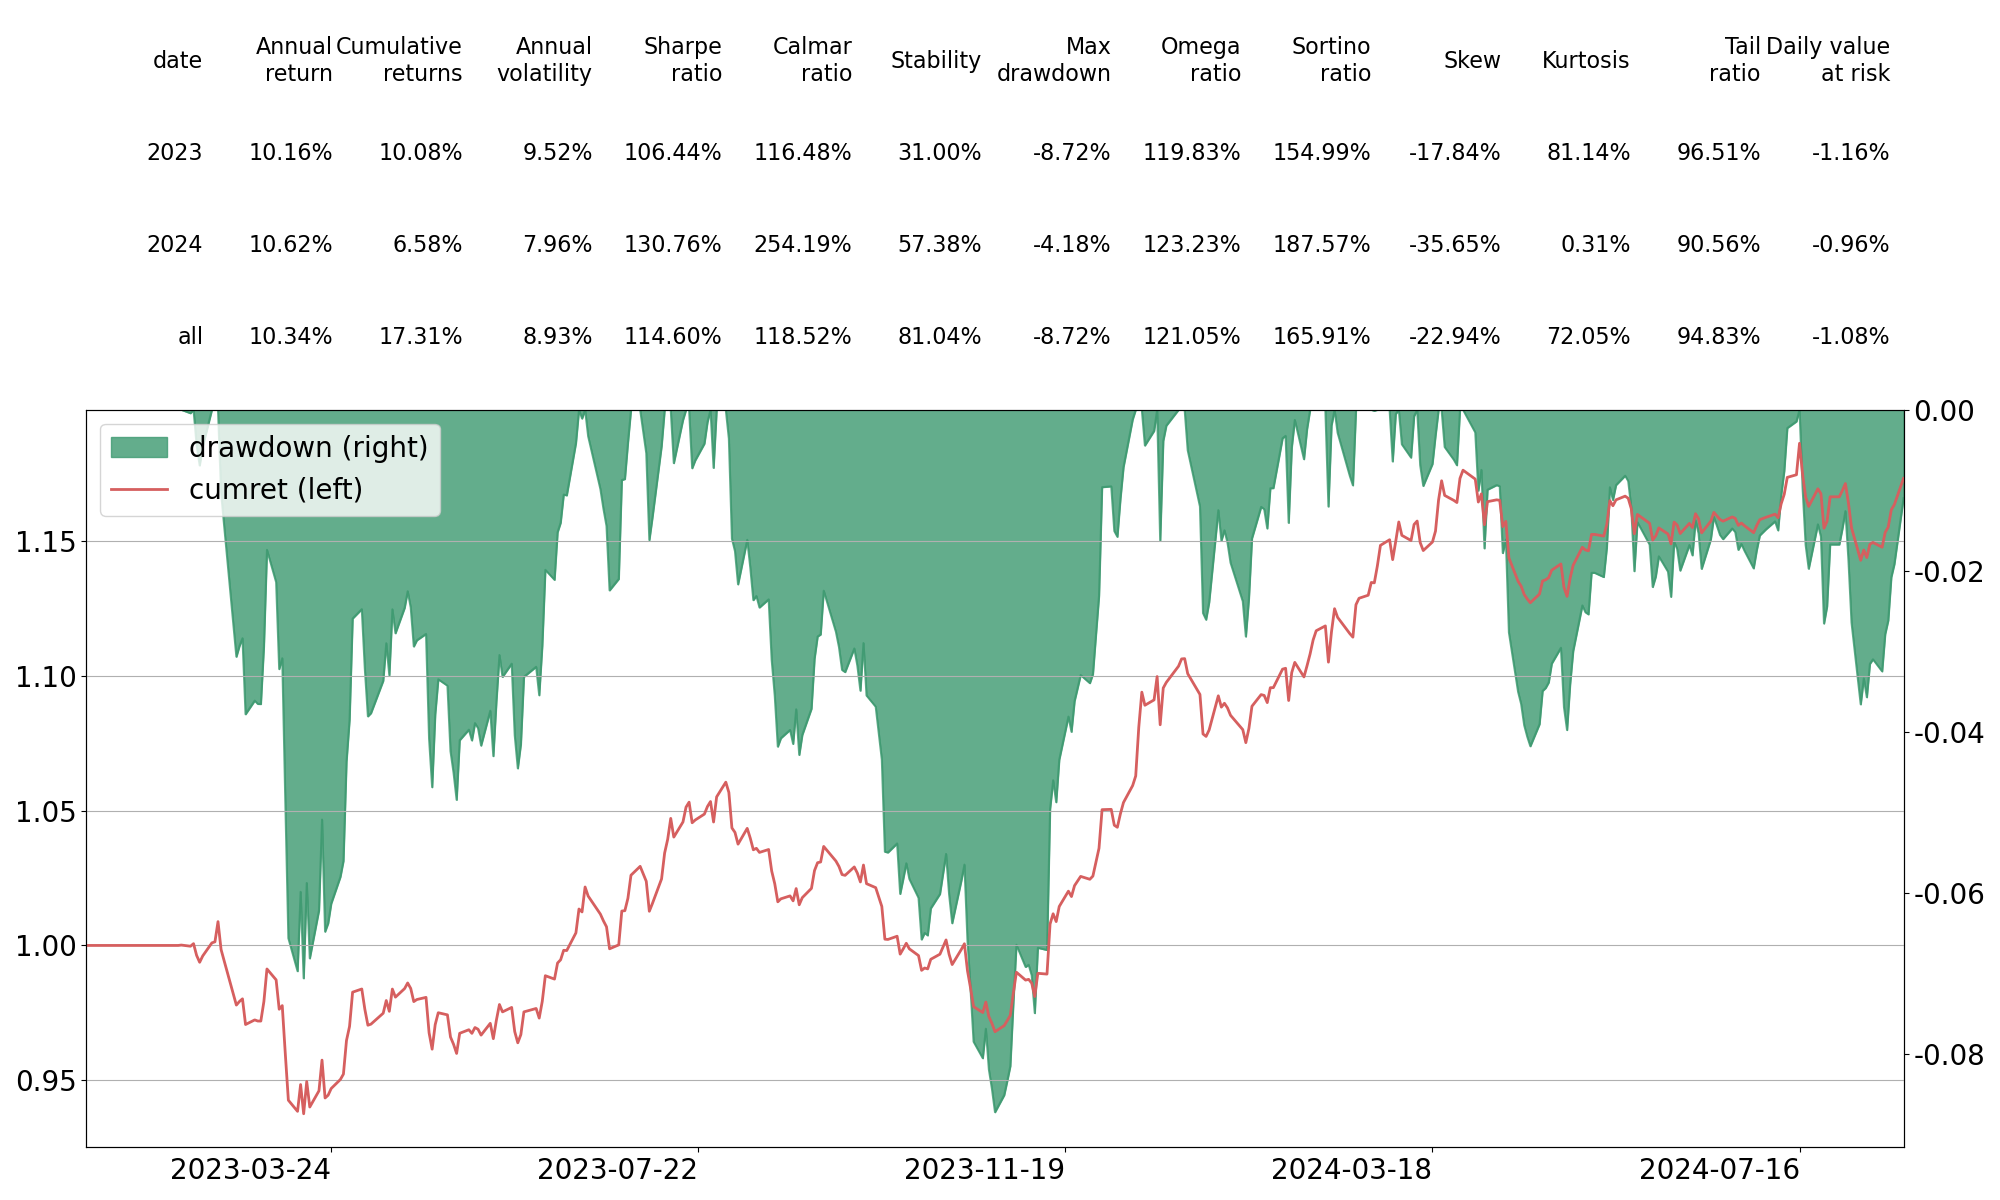 date Annual return Cumulative returns Annual volatility Sharpe ratio Calmar ratio Stability Max drawdown Omega ratio Sortino ratio Skew Kurtosis Tail ratio Daily value at risk
2023 10.16% 10.08% 9.52% 106.44% 116.48% 31.00% -8.72% 119.83% 154.99% -17.84% 81.14% 96.51% -1.16%
2024 10.62% 6.58% 7.96% 130.76% 254.19% 57.38% -4.18% 123.23% 187.57% -35.65% 0.31% 90.56% -0.96%
all 10.34% 17.31% 8.93% 114.60% 118.52% 81.04% -8.72% 121.05% 165.91% -22.94% 72.05% 94.83% -1.08%
drawdown (right)
cumret (left)
1.15
1.10
1.05
1.00
0.95
0.00
-0.02
-0.04
-0.06
-0.08
2023-03-24 2023-07-22 2023-11-19 2024-03-18 2024-07-16